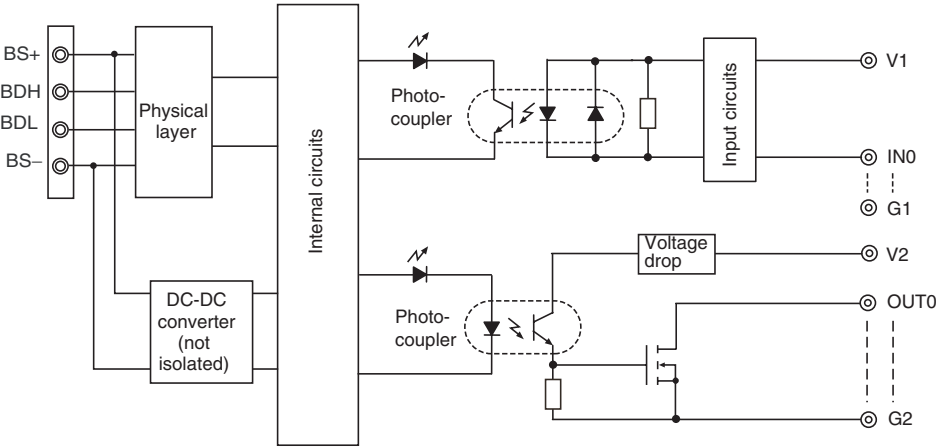 BS+
BDH
BDL
BS−
Physical
layer
DC-DC
converter
(not
isolated)
Internal circuits
Photo-
coupler
Input circuits
V1
IN0
G1
Photo-
coupler
Voltage
drop
V2
OUT0
G2